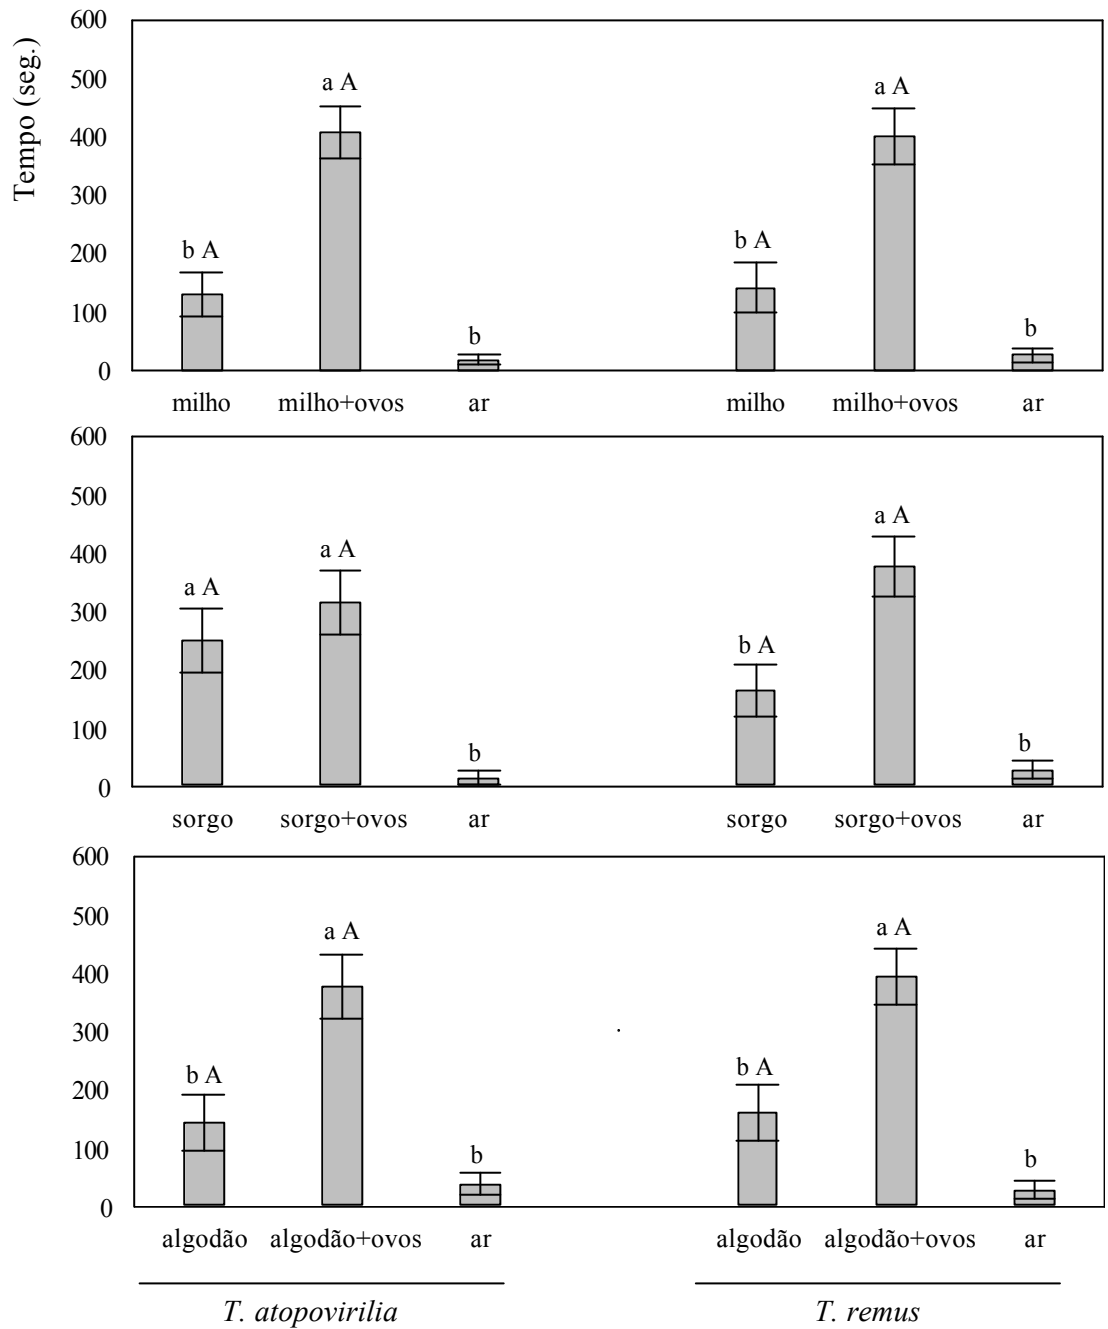 Tempo (seg.)
600
500
400
300
200
100
0
b A
a A
b
b A
a A
b
milho milho+ovos ar milho milho+ovos ar
600
500
400
300
200
100
0
a A
a A
b
b A
a A
b
sorgo sorgo+ovos ar sorgo sorgo+ovos ar
600
500
400
300
200
100
0
b A
a A
b
b A
a A
b
algodão algodão+ovos ar algodão algodão+ovos ar
T. atopovirilia T. remus